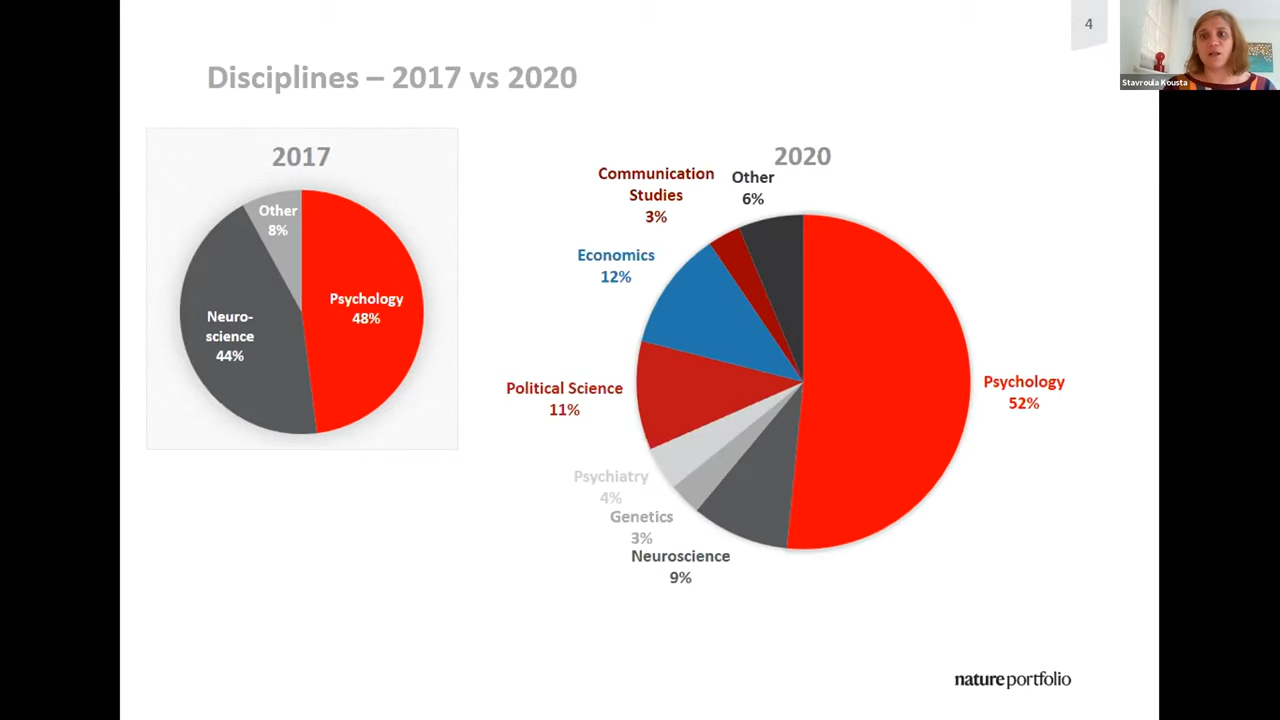 4
Stavroula Kousta
Disciplines – 2017 vs 2020
2017
Other
8%
Psychology
48%
Neuro-
science
44%
2020
Communication
Studies
3%
Other
6%
Economics
12%
Political Science
11%
Psychology
52%
Psychiatry
4%
Genetics
3%
Neuroscience
9%
nature portfolio